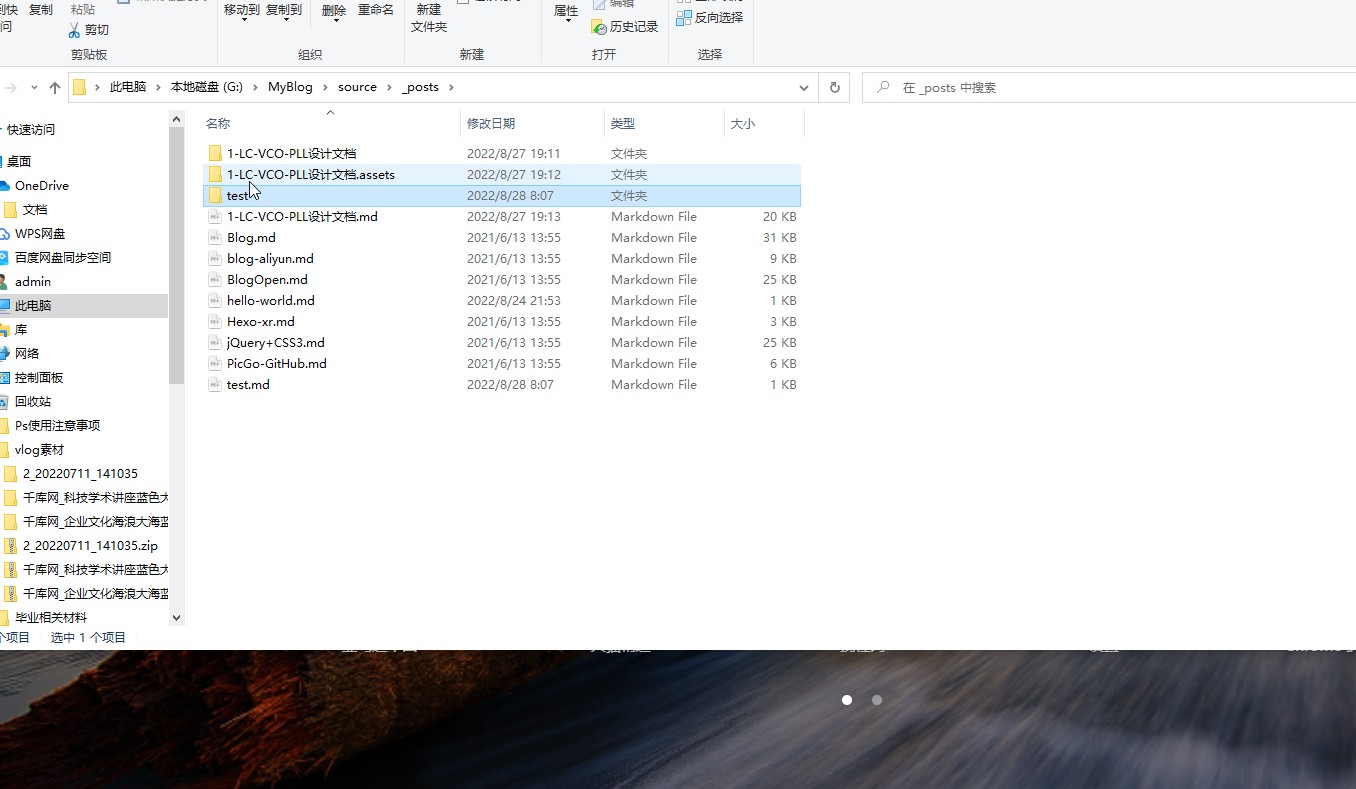 复制
粘贴
移动到 复制到
删除 重命名
新建
文件夹
属性
编辑
剪切
历史记录
反向选择
剪贴板
组织
新建
打开
选择
此电脑 本地磁盘 (G:) MyBlog source _posts
在 _posts 中搜索
名称 修改日期 类型 大小
1-LC-VCO-PLL设计文档 2022/8/27 19:11 文件夹
1-LC-VCO-PLL设计文档.assets 2022/8/27 19:12 文件夹
test 2022/8/28 8:07 文件夹
1-LC-VCO-PLL设计文档.md 2022/8/27 19:13 Markdown File 20 KB
Blog.md 2021/6/13 13:55 Markdown File 31 KB
blog-aliyun.md 2021/6/13 13:55 Markdown File 9 KB
BlogOpen.md 2021/6/13 13:55 Markdown File 25 KB
hello-world.md 2022/8/24 21:53 Markdown File 1 KB
Hexo-xr.md 2021/6/13 13:55 Markdown File 3 KB
jQuery+CSS3.md 2021/6/13 13:55 Markdown File 25 KB
PicGo-GitHub.md 2021/6/13 13:55 Markdown File 6 KB
test.md 2022/8/28 8:07 Markdown File 1 KB
快速访问
桌面
OneDrive
文档
WPS网盘
百度网盘同步空间
admin
此电脑
库
网络
控制面板
回收站
Ps使用注意事项
vlog素材
2_20220711_141035
千库网_科技学术讲座蓝色大
千库网_企业文化海浪大海蓝
2_20220711_141035.zip
千库网_科技学术讲座蓝色大
千库网_企业文化海浪大海蓝
毕业相关材料
个项目 选中 1 个项目